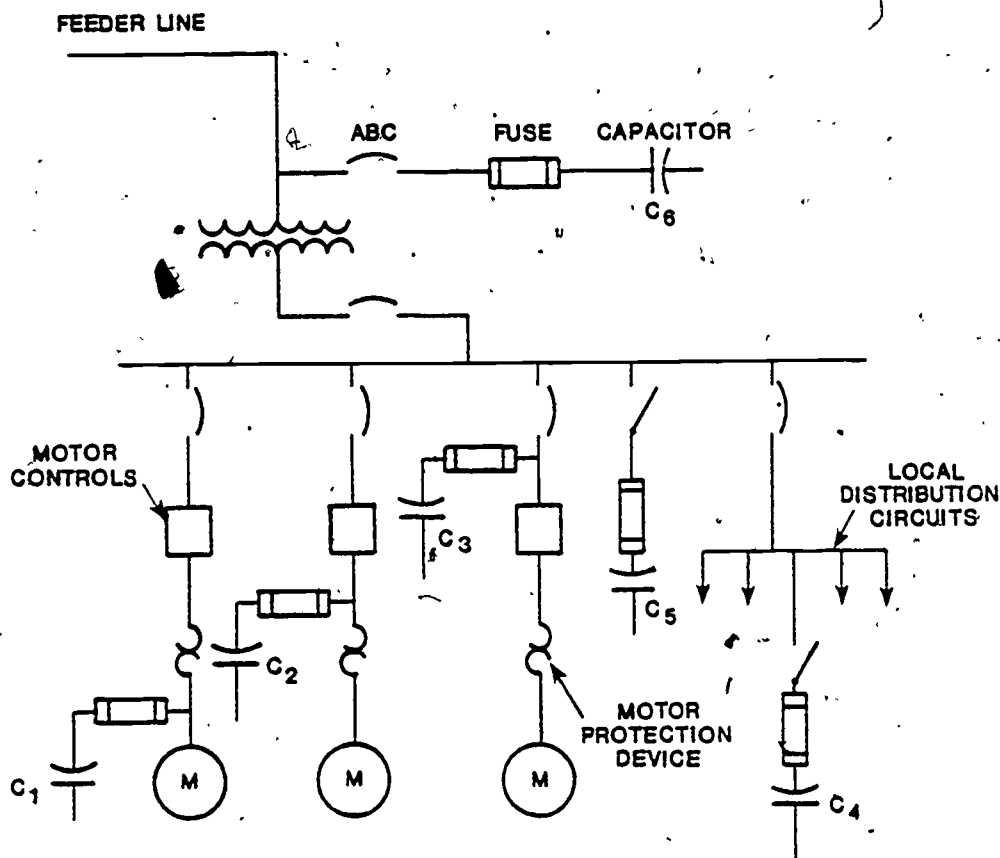 FEEDER LINE
ABC
FUSE
CAPACITOR
C6
MOTOR
CONTROLS
C3
LOCAL
DISTRIBUTION
CIRCUITS
C5
C2
MOTOR
PROTECTION
DEVICE
C1
M
M
M
C4